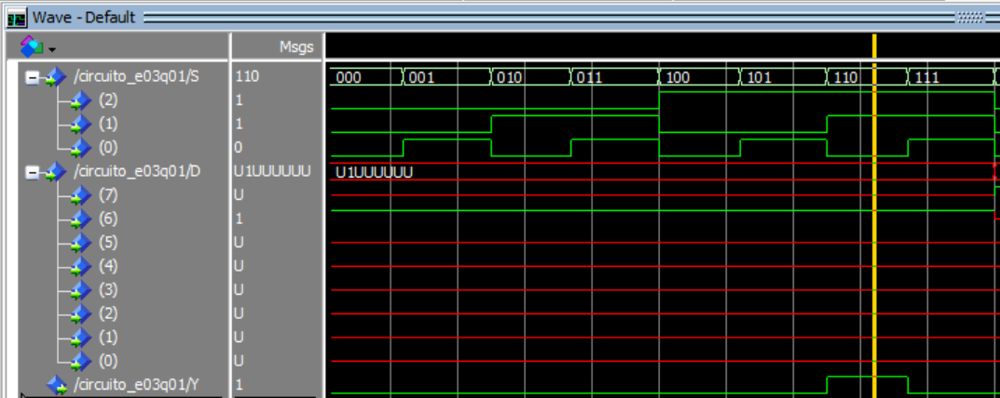 Wave - Default
Msgs
/circuito_e03q01/S 110 000 001 010 011 100 101 110 111
(2) 1
(1) 1
(0) 0
/circuito_e03q01/D U1UUUUUU U1UUUUUU
(7) U
(6) 1
(5) U
(4) U
(3) U
(2) U
(1) U
(0) U
/circuito_e03q01/Y 1